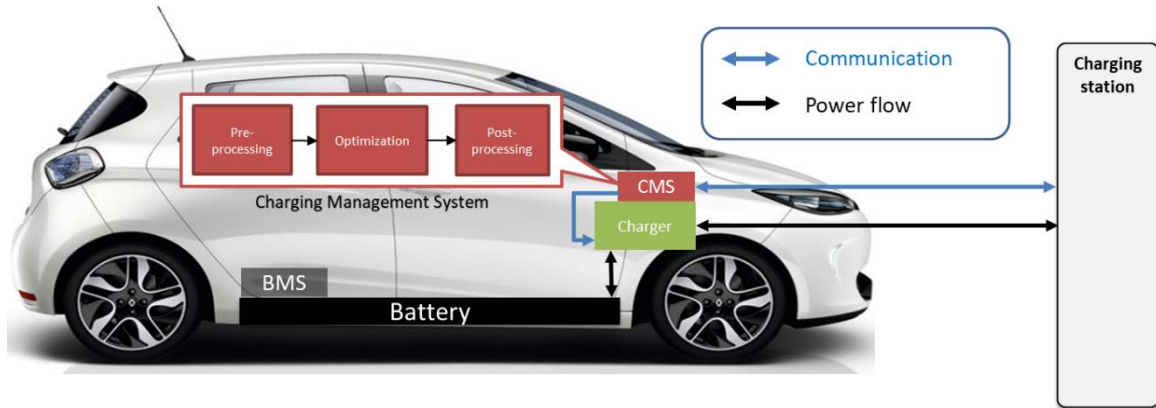 Communication
Power flow
Charging
station
Pre-
processing
Optimization
Post-
processing
CMS
Charging Management System
Charger
BMS
Battery